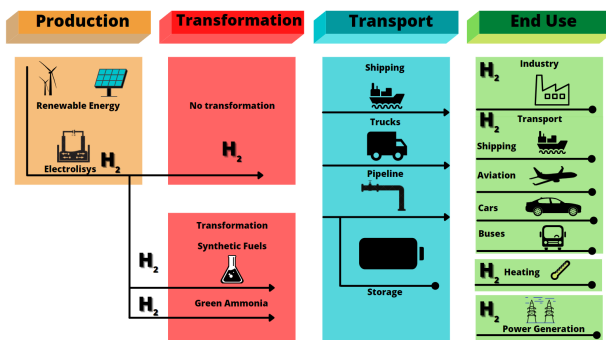 Production
Transformation
Transport
End Use
Renewable Energy
Electrolisys
H2
No transformation
H2
Transformation
Synthetic Fuels
H2
Green Ammonia
H2
Shipping
Trucks
Pipeline
Storage
H2
Industry
H2
Transport
Shipping
Aviation
Cars
Buses
H2
Heating
H2
Power Generation